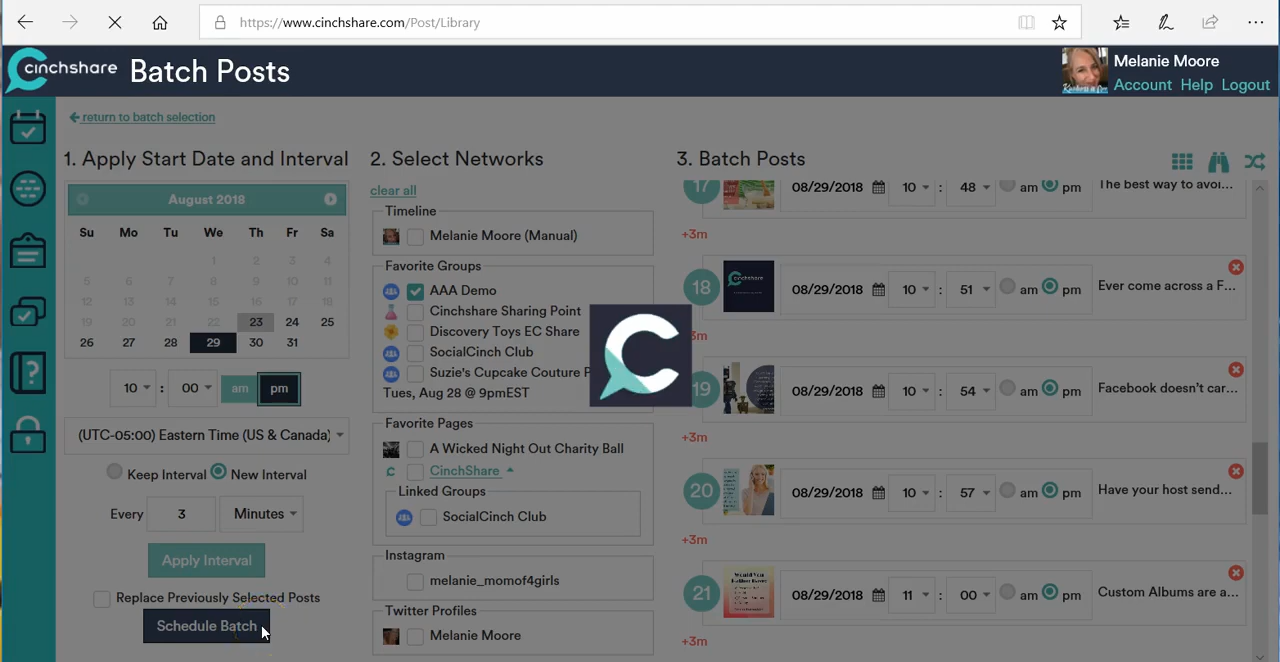 https://www.cinchshare.com/Post/Library
cinchshare
Batch Posts
Melanie Moore
Account Help Logout
return to batch selection
1. Apply Start Date and Interval
August 2018
Su Mo Tu We Th Fr Sa
1 2 3 4
5 6 7 8 9 10 11
12 13 14 15 16 17 18
19 20 21 22 23 24 25
26 27 28 29 30 31
10 : 00 am pm
(UTC-05:00) Eastern Time (US & Canada)
Keep Interval New Interval
Every 3 Minutes
Apply Interval
Replace Previously Selected Posts
Schedule Batch
2. Select Networks
clear all
Timeline
Melanie Moore (Manual)
Favorite Groups
AAA Demo
Cinchshare Sharing Point
Discovery Toys EC Share
SocialCinch Club
Suzie's Cupcake Couture P
Tues, Aug 28 @ 9pmEST
Favorite Pages
A Wicked Night Out Charity Ball
CinchShare
Linked Groups
SocialCinch Club
Instagram
melanie_momof4girls
Twitter Profiles
Melanie Moore
3. Batch Posts
17 08/29/2018 10 : 48 am pm The best way to avoi...
+3m
18 08/29/2018 10 : 51 am pm Ever come across a F...
3m
19 08/29/2018 10 : 54 am pm Facebook doesn't car...
+3m
20 08/29/2018 10 : 57 am pm Have your host send...
+3m
21 08/29/2018 11 : 00 am pm Custom Albums are a...
+3m